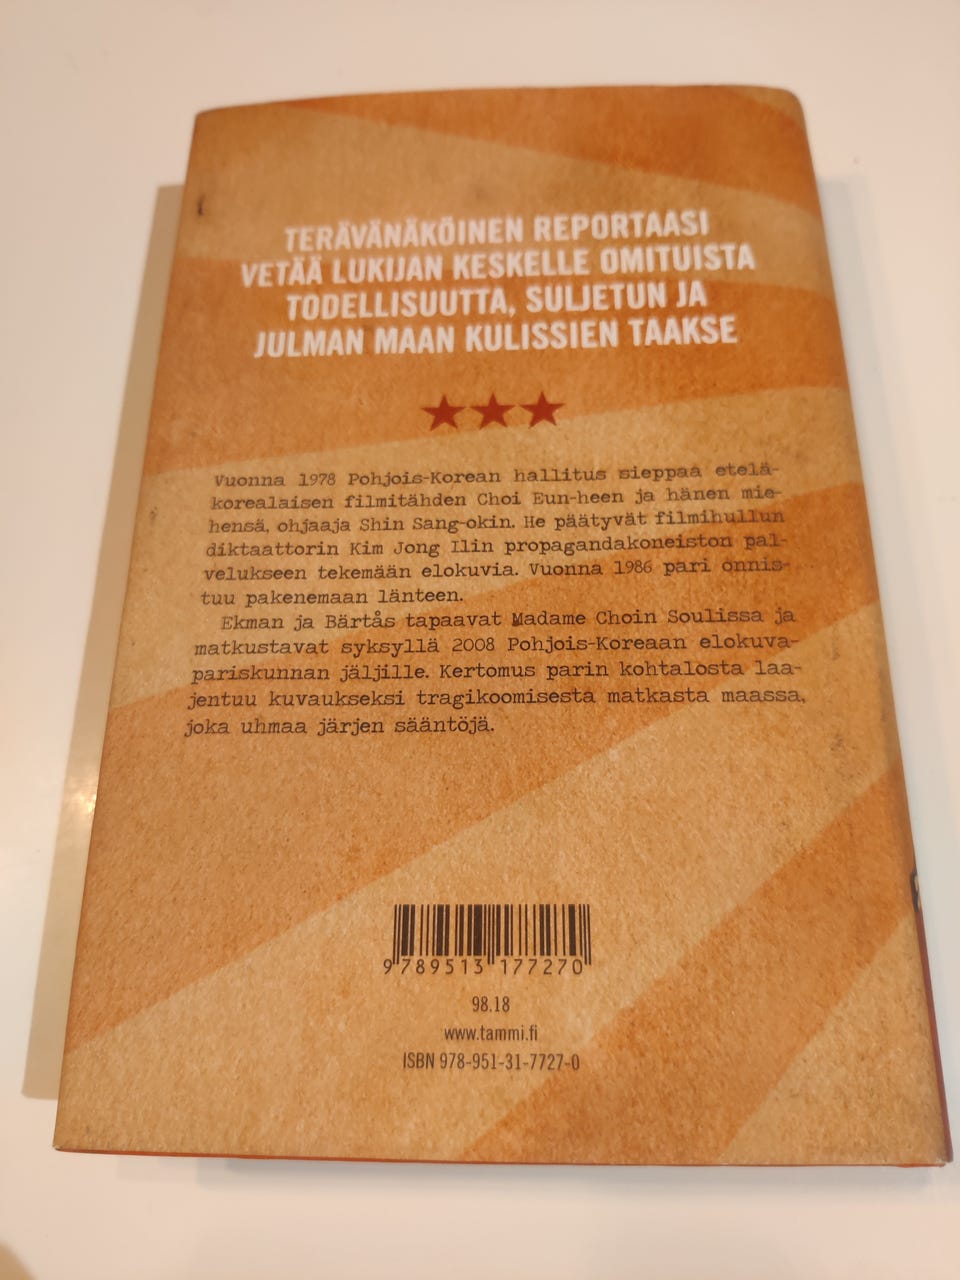 TERÄVÄNÄKÖINEN REPORTAASI
VETÄÄ LUKIJAN KESKELLE OMITUISTA
TODELLISUUTTA, SULJETUN JA
JULMAN MAAN KULISSIEN TAAKSE
Vuonna 1978 Pohjois-Korean hallitus sieppaa etelä-
korealaisen filmitähden Choi Eun-heen ja hänen mie-
hensä, ohjaaja Shin Sang-okin. He päätyvät filmihullun
diktaattorin Kim Jong Ilin propagandakoneiston pal-
velukseen tekemään elokuvia. Vuonna 1986 pari onnis-
tuu pakenemaan länteen.
Ekman ja Bärtås tapaavat Madame Choin Soulissa ja
matkustavat syksyllä 2008 Pohjois-Koreaan elokuva-
pariskunnan jäljille. Kertomus parin kohtalosta laa-
jentuu kuvaukseksi tragikoomisesta matkasta maassa,
joka uhmaa järjen sääntöjä.
9 789513 177270
98.18
www.tammi.fi
ISBN 978-951-31-7727-0